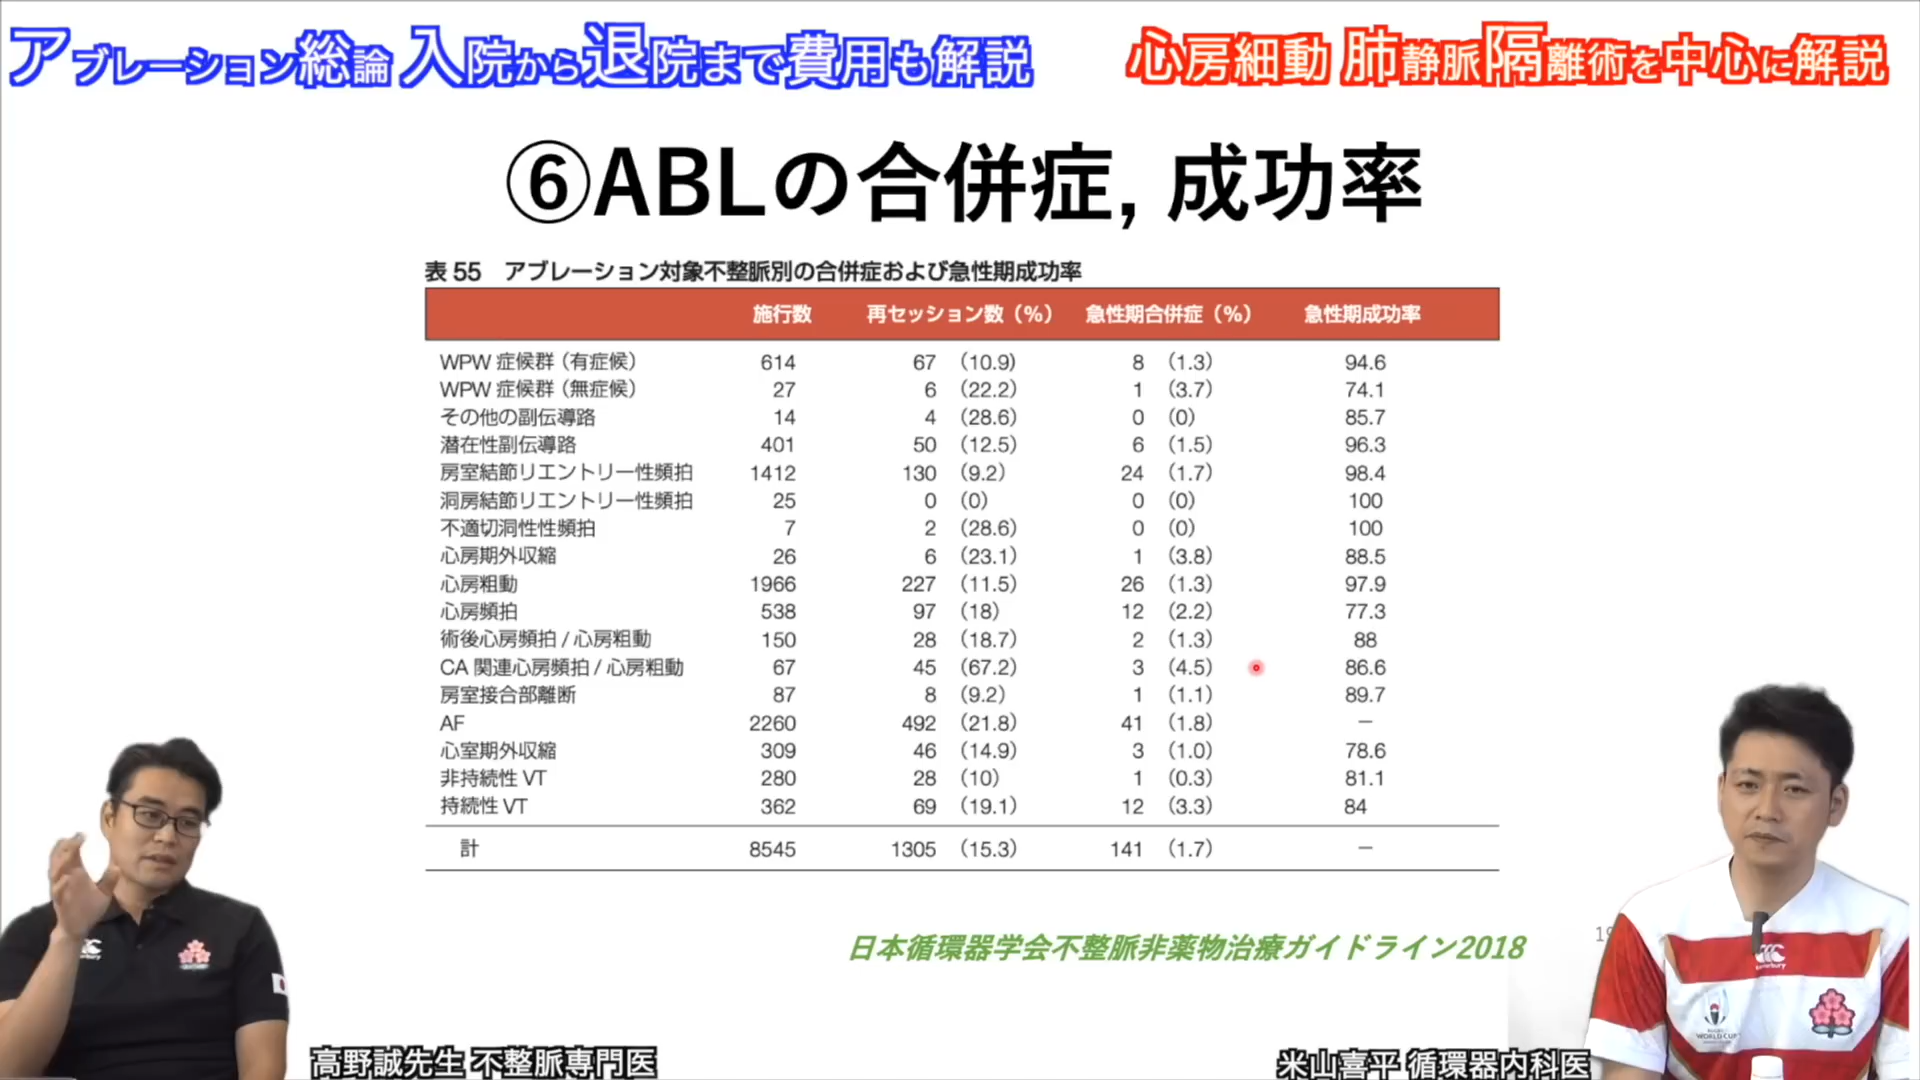 アブレーション総論 入院から退院まで費用も解説
心房細動 肺静脈隔離術を中心に解説
⑥ABLの合併症, 成功率
表 55　アブレーション対象不整脈別の合併症および急性期成功率
施行数　再セッション数（%）　急性期合併症（%）　急性期成功率
WPW 症候群（有症候）　614　67（10.9)　8（1.3）　94.6
WPW 症候群（無症候）　27　6（22.2）　1（3.7）　74.1
その他の副伝導路　14　4（28.6）　0（0）　85.7
潜在性副伝導路　401　50（12.5）　6（1.5）　96.3
房室結節リエントリー性頻拍　1412　130（9.2）　24（1.7）　98.4
洞房結節リエントリー性頻拍　25　0（0）　0（0）　100
不適切洞性性頻拍　7　2（28.6）　0（0）　100
心房期外収縮　26　6（23.1）　1（3.8）　88.5
心房粗動　1966　227（11.5）　26（1.3）　97.9
心房頻拍　538　97（18）　12（2.2）　77.3
術後心房頻拍 / 心房粗動　150　28（18.7）　2（1.3）　88
CA 関連心房頻拍 / 心房粗動　67　45（67.2）　3（4.5）　86.6
房室接合部離断　87　8（9.2）　1（1.1）　89.7
AF　2260　492（21.8）　41（1.8）　－
心室期外収縮　309　46（14.9）　3（1.0）　78.6
非持続性 VT　280　28（10）　1（0.3）　81.1
持続性 VT　362　69（19.1）　12（3.3）　84
計　8545　1305（15.3）　141（1.7）　－
日本循環器学会不整脈非薬物治療ガイドライン2018
高野誠先生 不整脈専門医
米山喜平 循環器内科医